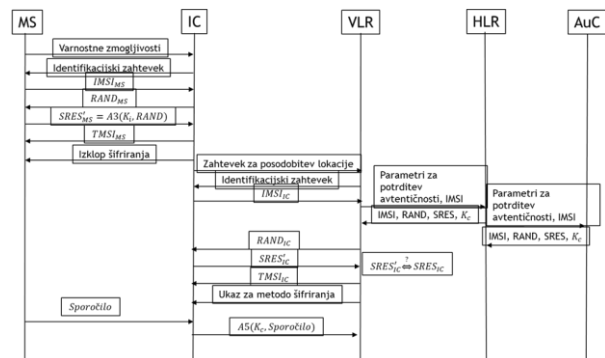 MS IC VLR HLR AuC
Varnostne zmogljivosti
Identifikacijski zahtevek
IMSI_MS
RAND_MS
SRES'_MS = A3(K_i, RAND)
TMSI_MS
Izklop šifriranja
Zahtevek za posodobitev lokacije
Identifikacijski zahtevek
IMSI_IC
Parametri za
potrditev
avtentičnosti, IMSI
Parametri za
potrditev
avtentičnosti, IMSI
IMSI, RAND, SRES, K_c
IMSI, RAND, SRES, K_c
RAND_IC
SRES'_IC
SRES'_IC ⇔? SRES_IC
TMSI_IC
Ukaz za metodo šifriranja
Sporočilo
A5(K_c, Sporočilo)